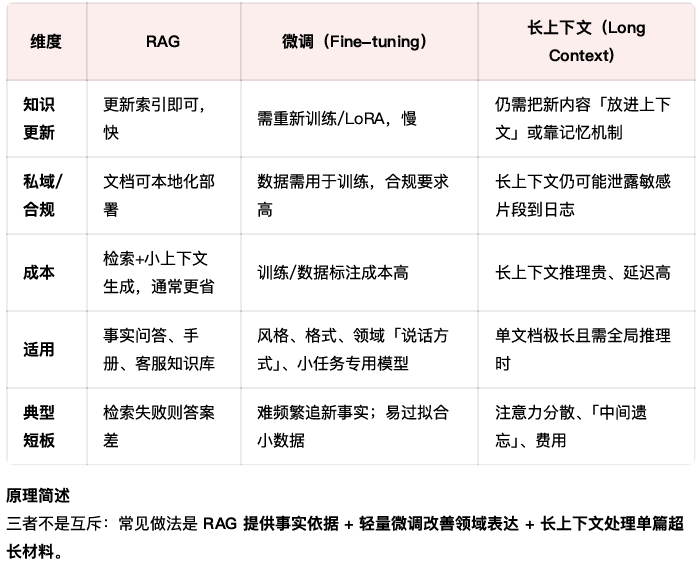 维度 RAG 微调（Fine-tuning） 长上下文（Long
Context）
知识
更新
更新索引即可，
快
需重新训练/LoRA，慢
仍需把新内容「放进上下
文」或靠记忆机制
私域/
合规
文档可本地化部
署
数据需用于训练，合规要求
高
长上下文仍可能泄露敏感
片段到日志
成本
检索+小上下文
生成，通常更省
训练/数据标注成本高
长上下文推理贵、延迟高
适用
事实问答、手
册、客服知识库
风格、格式、领域「说话方
式」、小任务专用模型
单文档极长且需全局推理
时
典型
短板
检索失败则答案
差
难频繁追新事实；易过拟合
小数据
注意力分散、「中间遗
忘」、费用
原理简述
三者不是互斥：常见做法是 RAG 提供事实依据 + 轻量微调改善领域表达 + 长上下文处理单篇超
长材料。